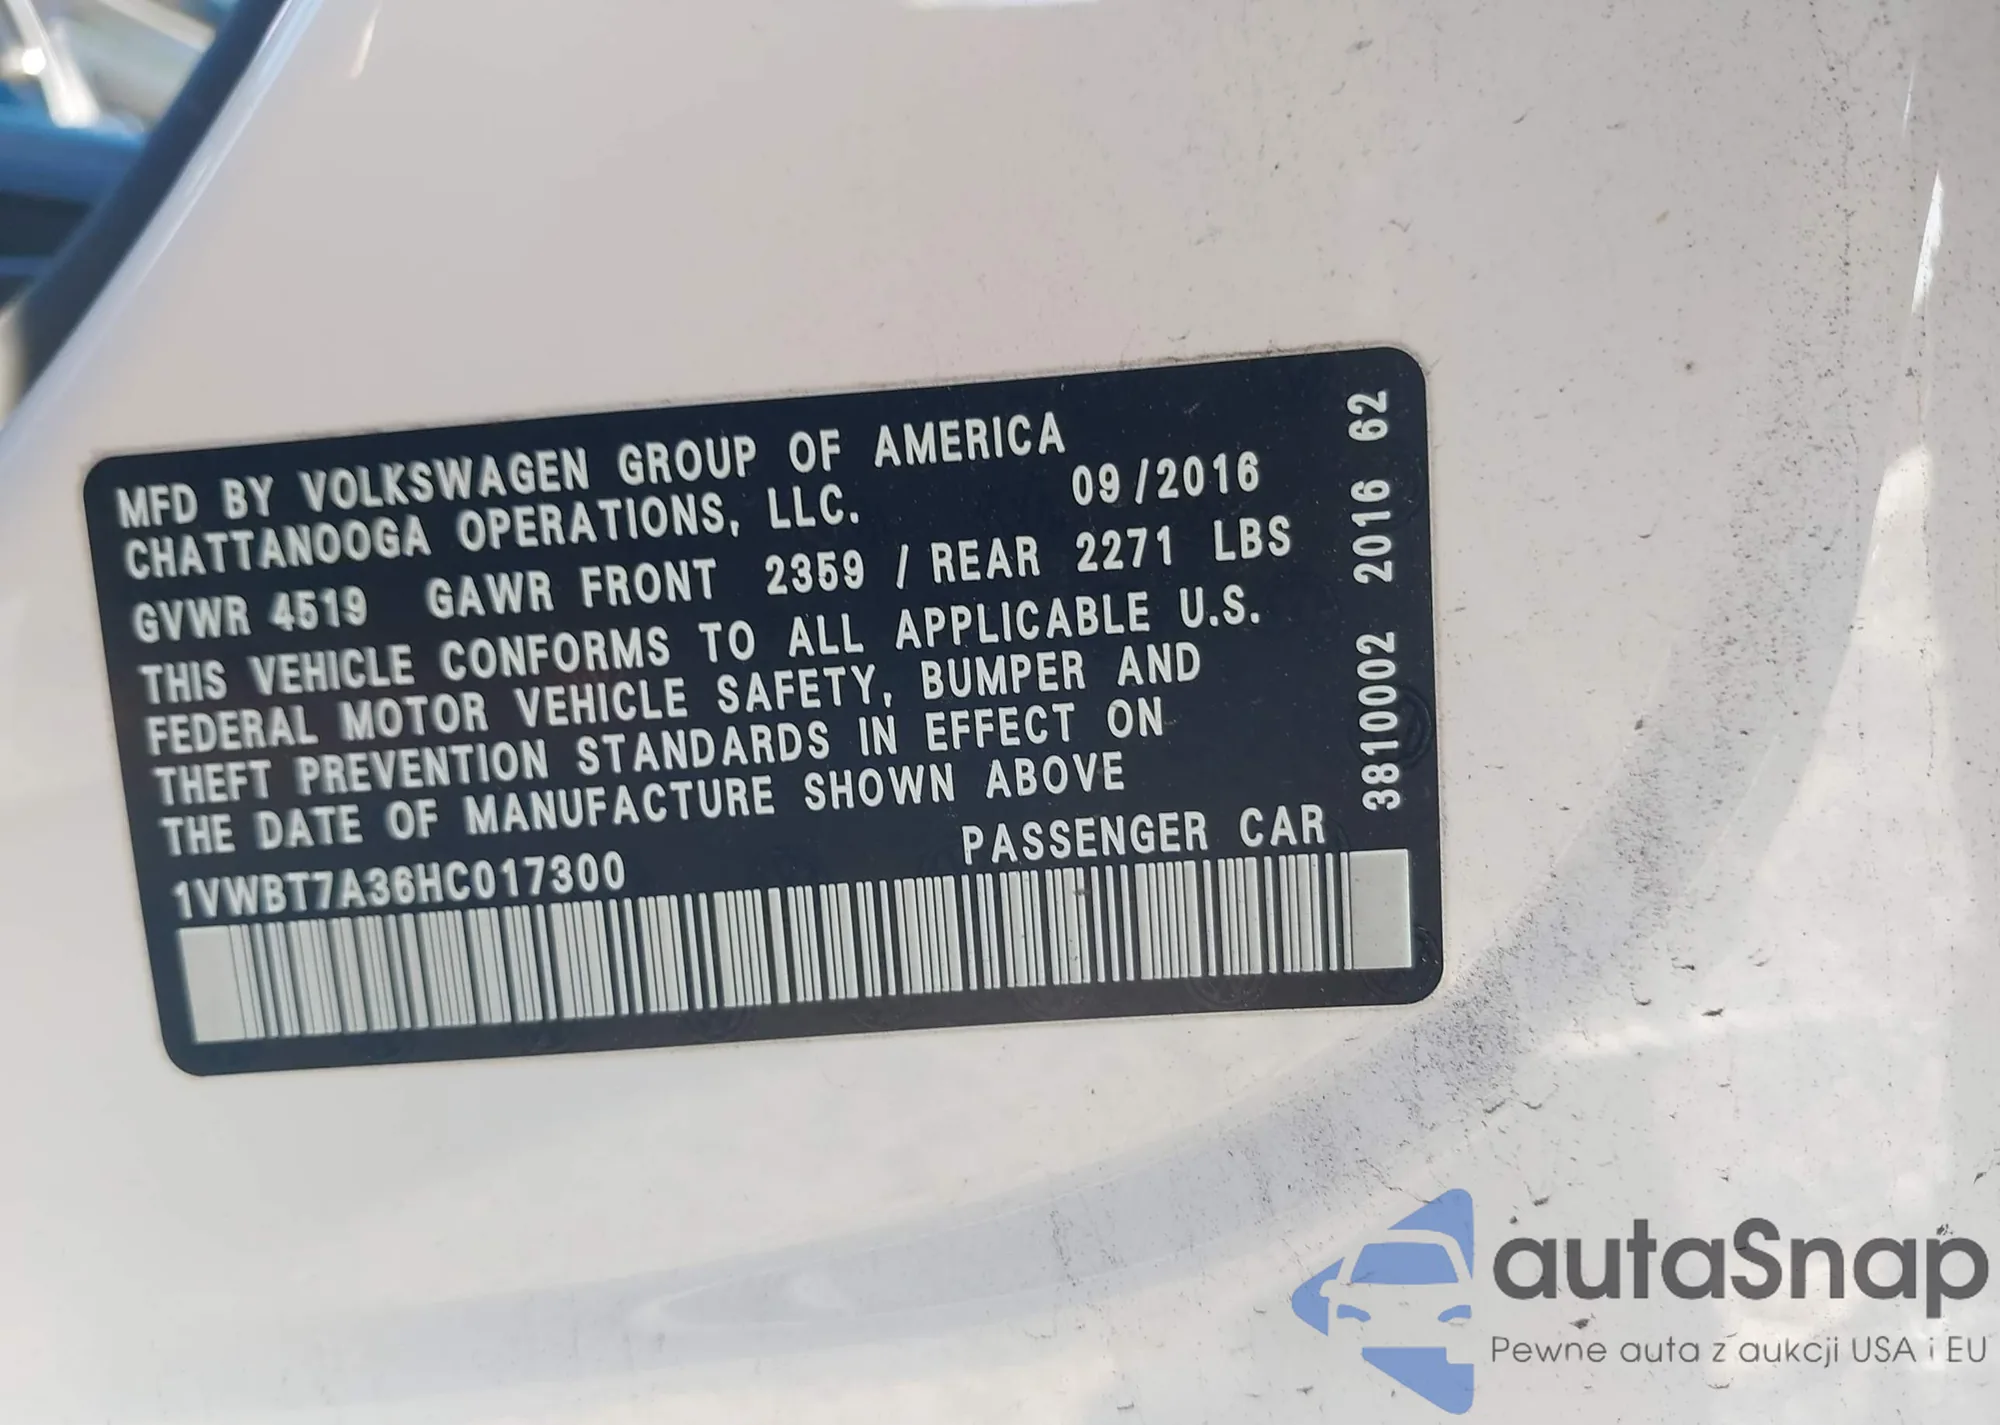 MFD BY VOLKSWAGEN GROUP OF AMERICA
CHATTANOOGA OPERATIONS, LLC. 09/2016
GVWR 4519 GAWR FRONT 2359 / REAR 2271 LBS
THIS VEHICLE CONFORMS TO ALL APPLICABLE U.S.
FEDERAL MOTOR VEHICLE SAFETY, BUMPER AND
THEFT PREVENTION STANDARDS IN EFFECT ON
THE DATE OF MANUFACTURE SHOWN ABOVE
1VWBT7A36HC017300 PASSENGER CAR
3810002 2016 62
autaSnap
Pewne auta z aukcji USA i EU